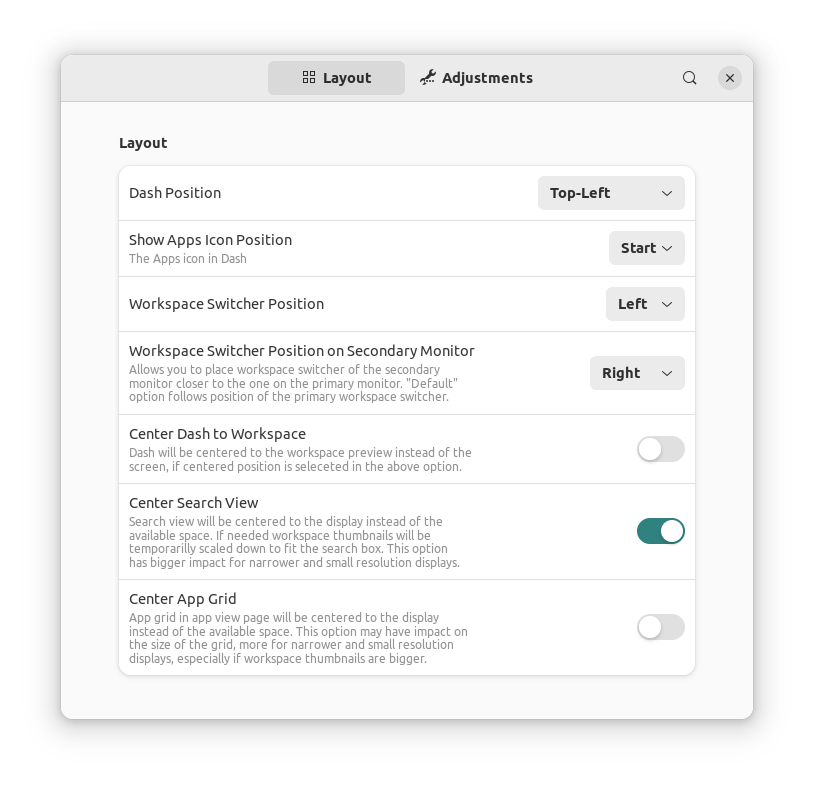 Layout
Adjustments
Layout
Dash Position
Top-Left
Show Apps Icon Position
The Apps icon in Dash
Start
Workspace Switcher Position
Left
Workspace Switcher Position on Secondary Monitor
Allows you to place workspace switcher of the secondary
monitor closer to the one on the primary monitor. "Default"
option follows position of the primary workspace switcher.
Right
Center Dash to Workspace
Dash will be centered to the workspace preview instead of the
screen, if centered position is seleceted in the above option.
Center Search View
Search view will be centered to the display instead of the
available space. If needed workspace thumbnails will be
temporarilly scaled down to fit the search box. This option
has bigger impact for narrower and small resolution displays.
Center App Grid
App grid in app view page will be centered to the display
instead of the available space. This option may have impact on
the size of the grid, more for narrower and small resolution
displays, especially if workspace thumbnails are bigger.